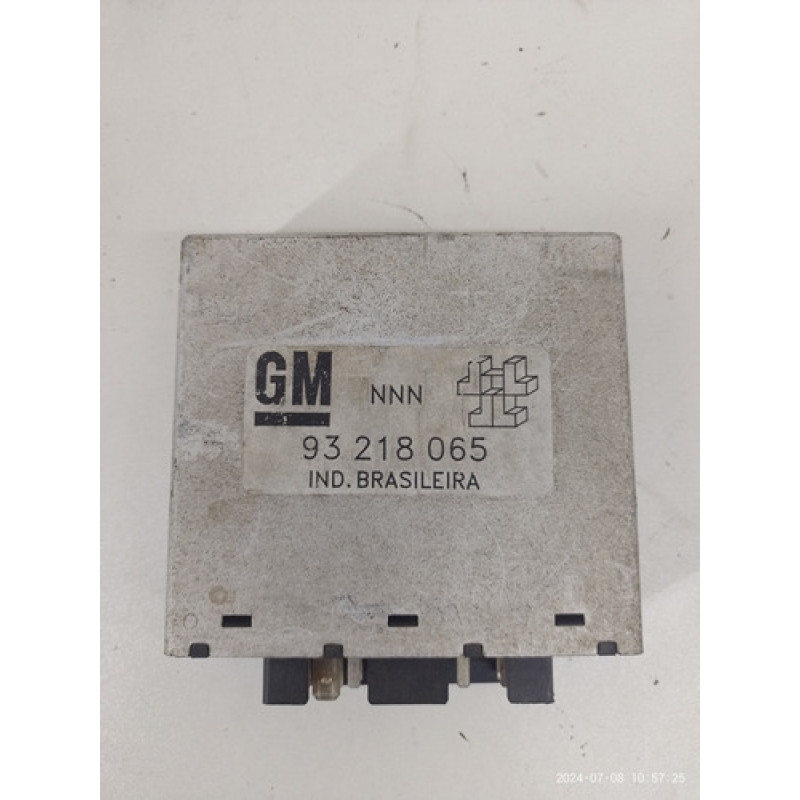 GM
NNN
93 218 065
IND. BRASILEIRA
2024-07-08 10:57:25